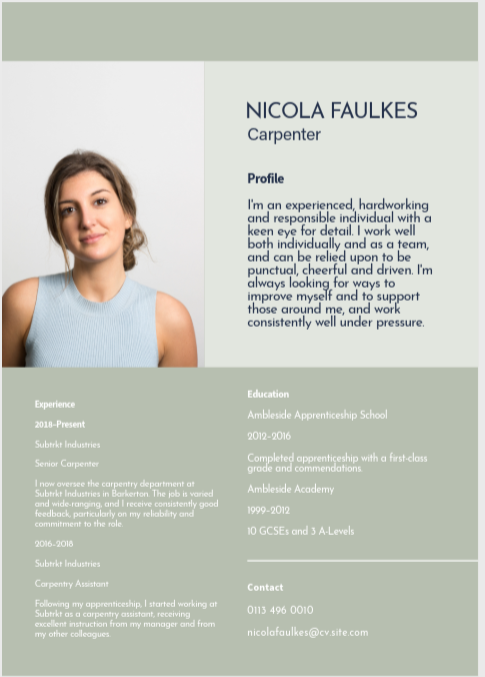 NICOLA FAULKES
Carpenter
Profile
I'm an experienced, hardworking
and responsible individual with a
keen eye for detail. I work well
both individually and as a team,
and can be relied upon to be
punctual, cheerful and driven. I'm
always looking for ways to
improve myself and to support
those around me, and work
consistently well under pressure.
Experience
2018-Present
Subtrkt Industries
Senior Carpenter
I now oversee the carpentry department at
Subtrkt Industries in Barkerton. The job is varied
and wide-ranging, and I receive consistently good
feedback, particularly on my reliability and
commitment to the role.
2016-2018
Subtrkt Industries
Carpentry Assistant
Following my apprenticeship, I started working at
Subtrkt as a carpentry assistant, receiving
excellent instruction from my manager and from
my other colleagues.
Education
Ambleside Apprenticeship School
2012-2016
Completed apprenticeship with a first-class
grade and commendations.
Ambleside Academy
1999-2012
10 GCSEs and 3 A-Levels
Contact
0113 496 0010
nicolafaulkes@cv.site.com